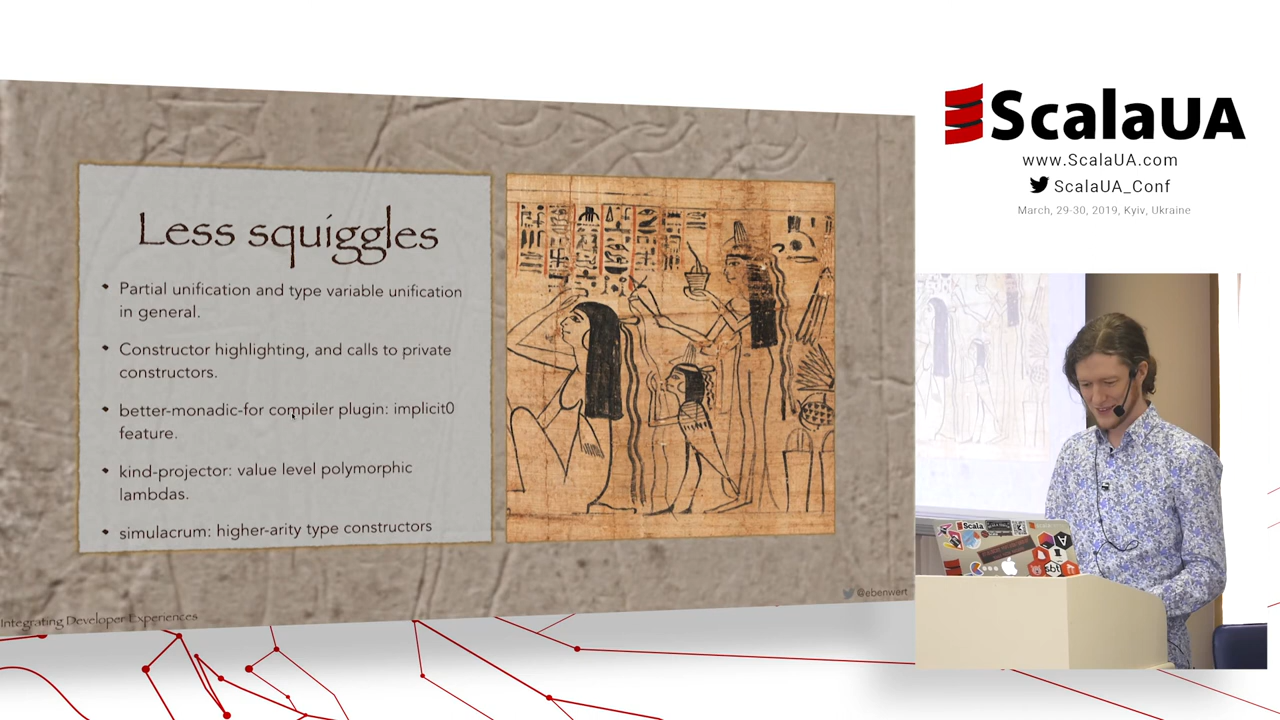 Less squiggles
Partial unification and type variable unification
in general.
Constructor highlighting, and calls to private
constructors.
better-monadic-for compiler plugin: implicit0
feature.
kind-projector: value level polymorphic
lambdas.
simulacrum: higher-arity type constructors
@ebenwert
Integrating Developer Experiences
ScalaUA
www.ScalaUA.com
ScalaUA_Conf
March, 29-30, 2019, Kyiv, Ukraine
Scala
sbt